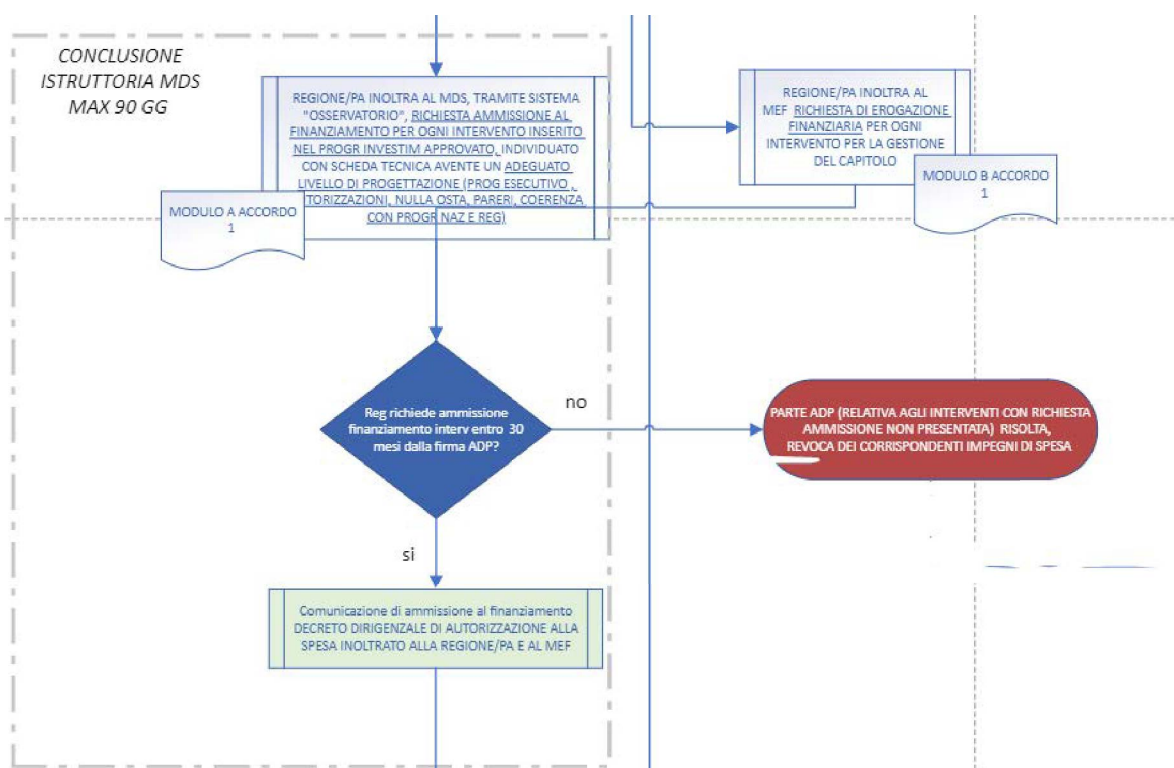 CONCLUSIONE
ISTRUTTORIA MDS
MAX 90 GG
REGIONE/PA INOLTRA AL MDS, TRAMITE SISTEMA
"OSSERVATORIO", RICHIESTA AMMISSIONE AL
FINANZIAMENTO PER OGNI INTERVENTO INSERITO
NEL PROGR INVESTIM APPROVATO, INDIVIDUATO
CON SCHEDA TECNICA AVENTE UN ADEGUATO
LIVELLO DI PROGETTAZIONE (PROG ESECUTIVO ,
TORIZZAZIONI, NULLA OSTA, PARERI, COERENZA
CON PROGR NAZ E REG)
MODULO A ACCORDO
1
REGIONE/PA INOLTRA AL
MEF RICHIESTA DI EROGAZIONE
FINANZIARIA PER OGNI
INTERVENTO PER LA GESTIONE
DEL CAPITOLO
MODULO B ACCORDO
1
Reg richiede ammissione
finanziamento interv entro 30
mesi dalla firma ADP?
no
PARTE ADP (RELATIVA AGLI INTERVENTI CON RICHIESTA
AMMISSIONE NON PRESENTATA) RISOLTA,
REVOCA DEI CORRISPONDENTI IMPEGNI DI SPESA
si
Comunicazione di ammissione al finanziamento
DECRETO DIRIGENZALE DI AUTORIZZAZIONE ALLA
SPESA INOLTRATO ALLA REGIONE/PA E AL MEF